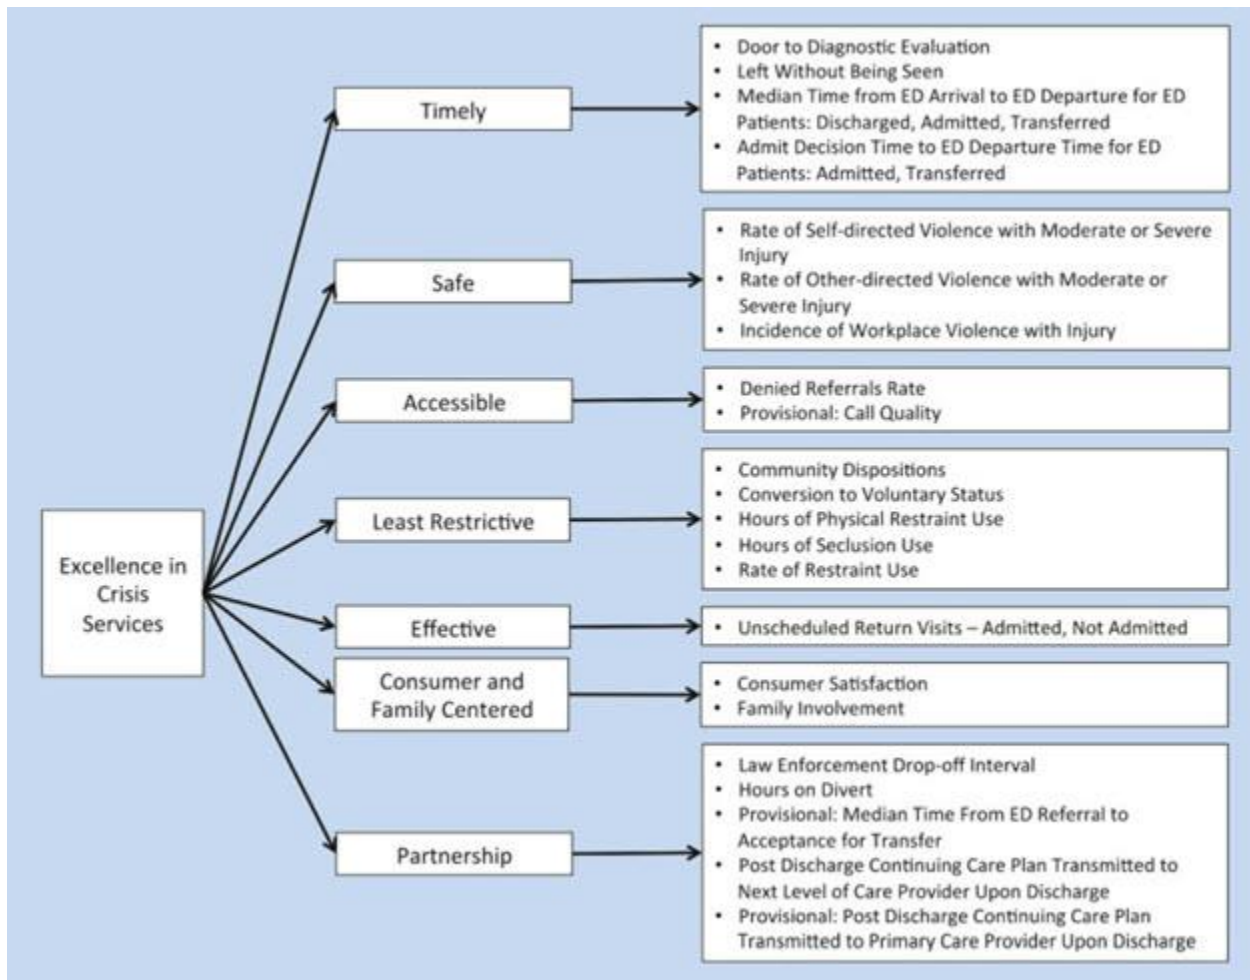 Excellence in
Crisis
Services
Timely
• Door to Diagnostic Evaluation
• Left Without Being Seen
• Median Time from ED Arrival to ED Departure for ED
Patients: Discharged, Admitted, Transferred
• Admit Decision Time to ED Departure Time for ED
Patients: Admitted, Transferred
Safe
• Rate of Self-directed Violence with Moderate or Severe
Injury
• Rate of Other-directed Violence with Moderate or
Severe Injury
• Incidence of Workplace Violence with Injury
Accessible
• Denied Referrals Rate
• Provisional: Call Quality
Least Restrictive
• Community Dispositions
• Conversion to Voluntary Status
• Hours of Physical Restraint Use
• Hours of Seclusion Use
• Rate of Restraint Use
Effective
• Unscheduled Return Visits – Admitted, Not Admitted
Consumer and
Family Centered
• Consumer Satisfaction
• Family Involvement
Partnership
• Law Enforcement Drop-off Interval
• Hours on Divert
• Provisional: Median Time From ED Referral to
Acceptance for Transfer
• Post Discharge Continuing Care Plan Transmitted to
Next Level of Care Provider Upon Discharge
• Provisional: Post Discharge Continuing Care Plan
Transmitted to Primary Care Provider Upon Discharge